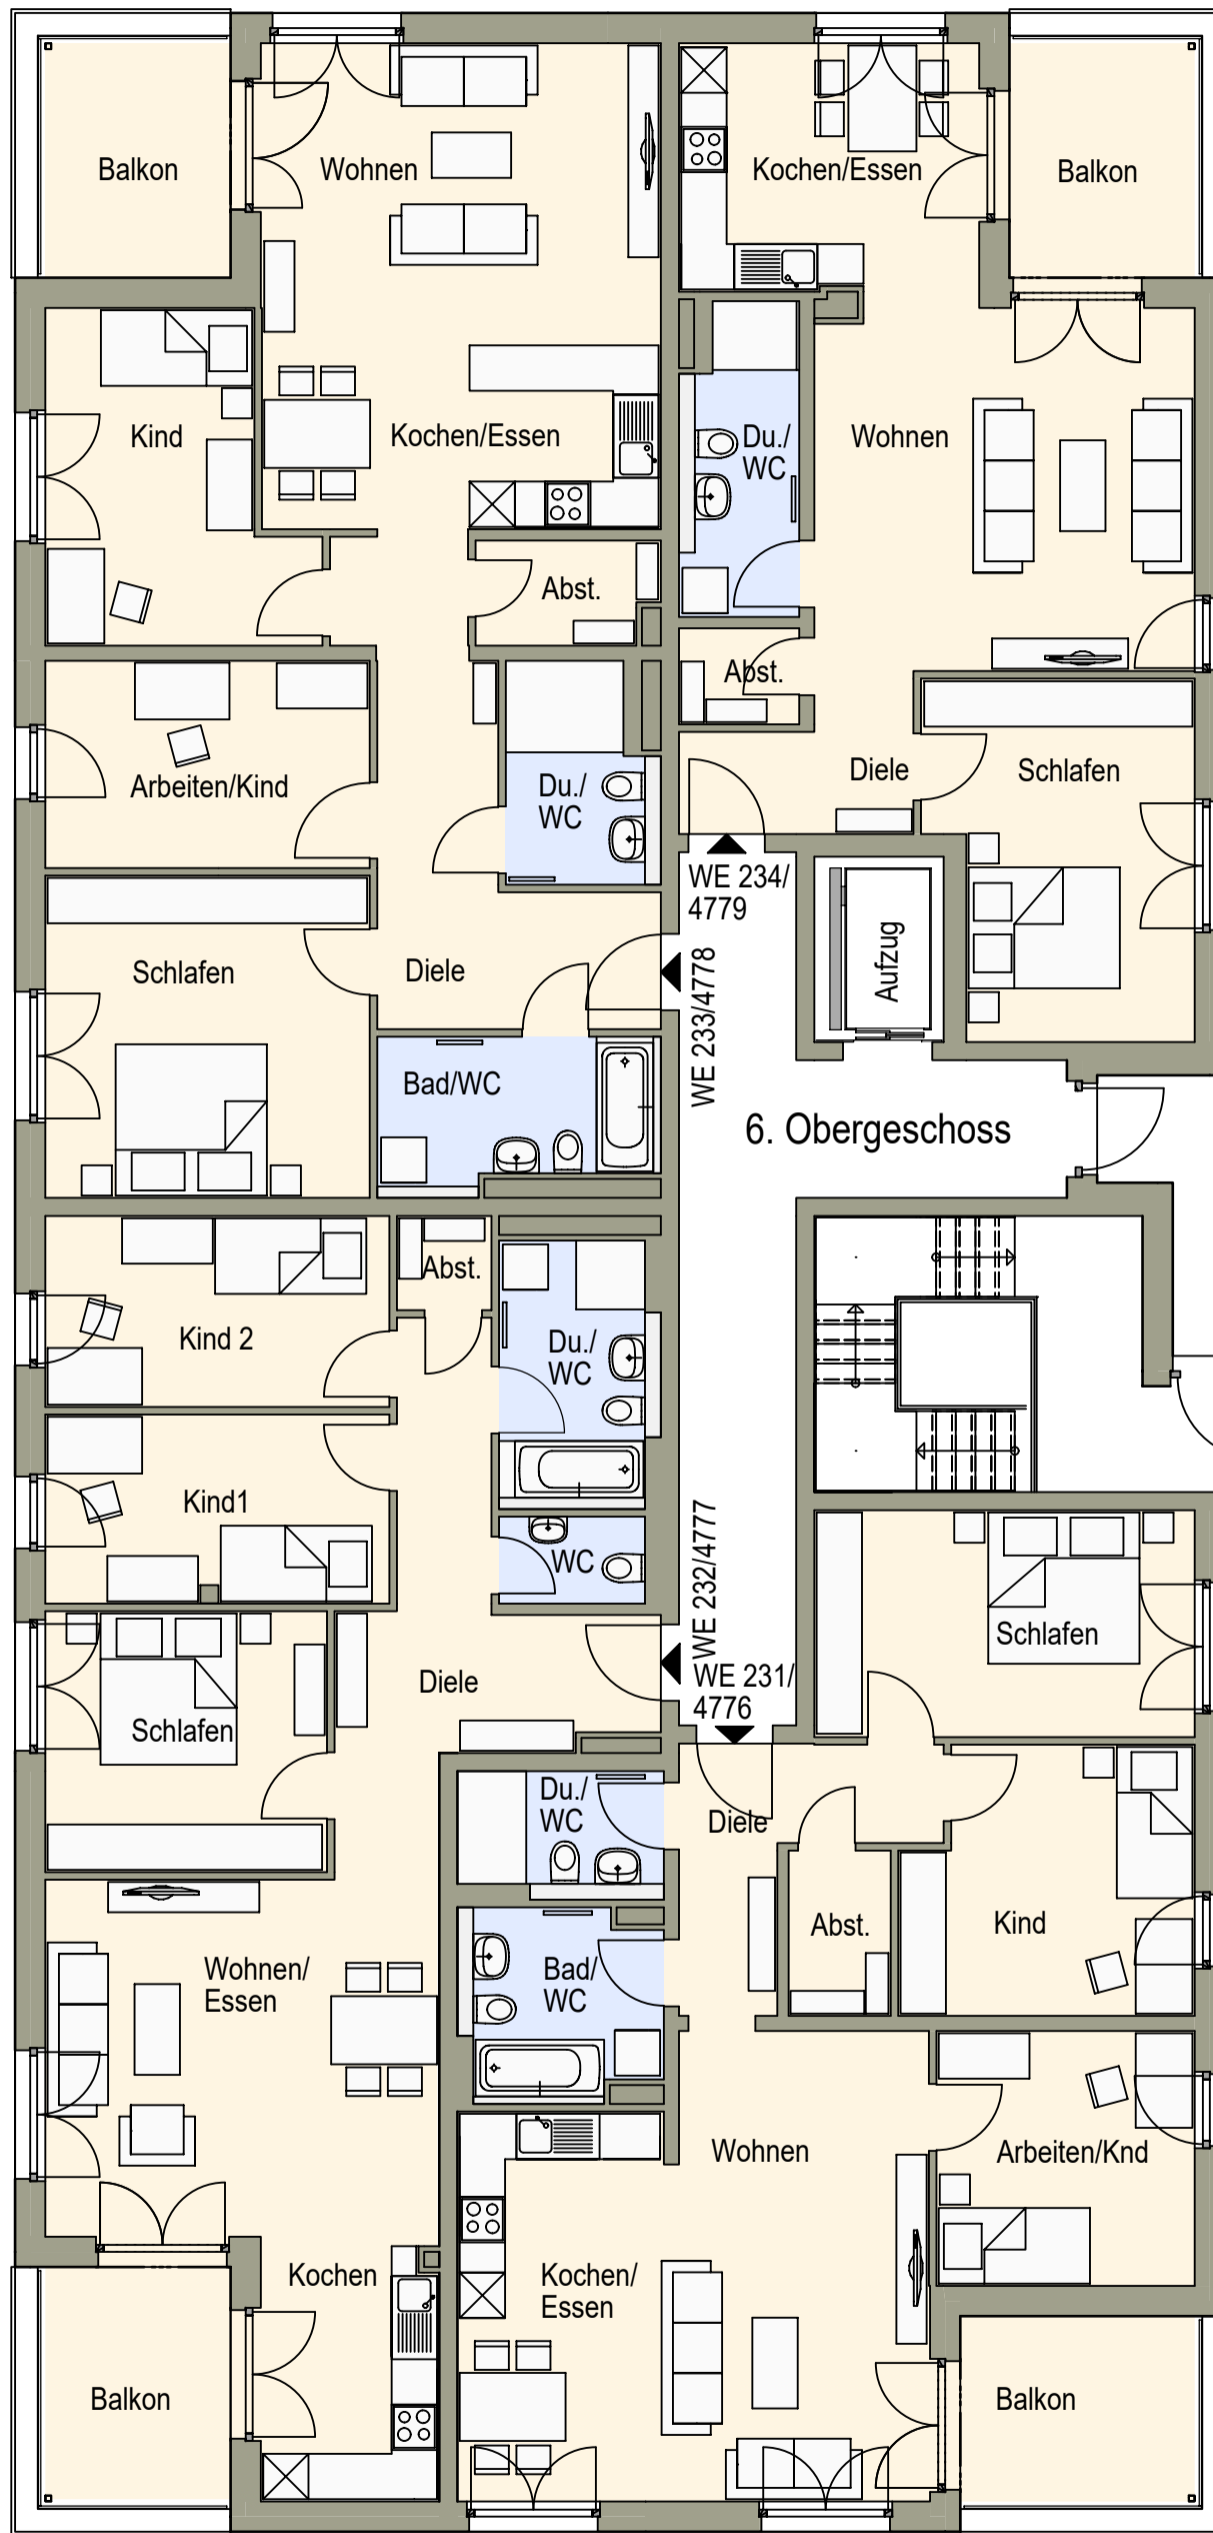 Balkon
Wohnen
Kochen/Essen
Balkon
Kind
Kochen/Essen
Du./
WC
Wohnen
Abst.
Abst.
Arbeiten/Kind
Du./
WC
Diele
Schlafen
WE 234/
4779
Schlafen
Diele
WE 233/4778
Aufzug
Bad/WC
6. Obergeschoss
Abst.
Kind 2
Du./
WC
Kind1
WC
WE 232/4777
Schlafen
Diele
WE 231/
4776
Schlafen
Du./
WC
Diele
Wohnen/
Essen
Bad/
WC
Abst.
Kind
Wohnen
Arbeiten/Knd
Kochen
Kochen/
Essen
Balkon
Balkon